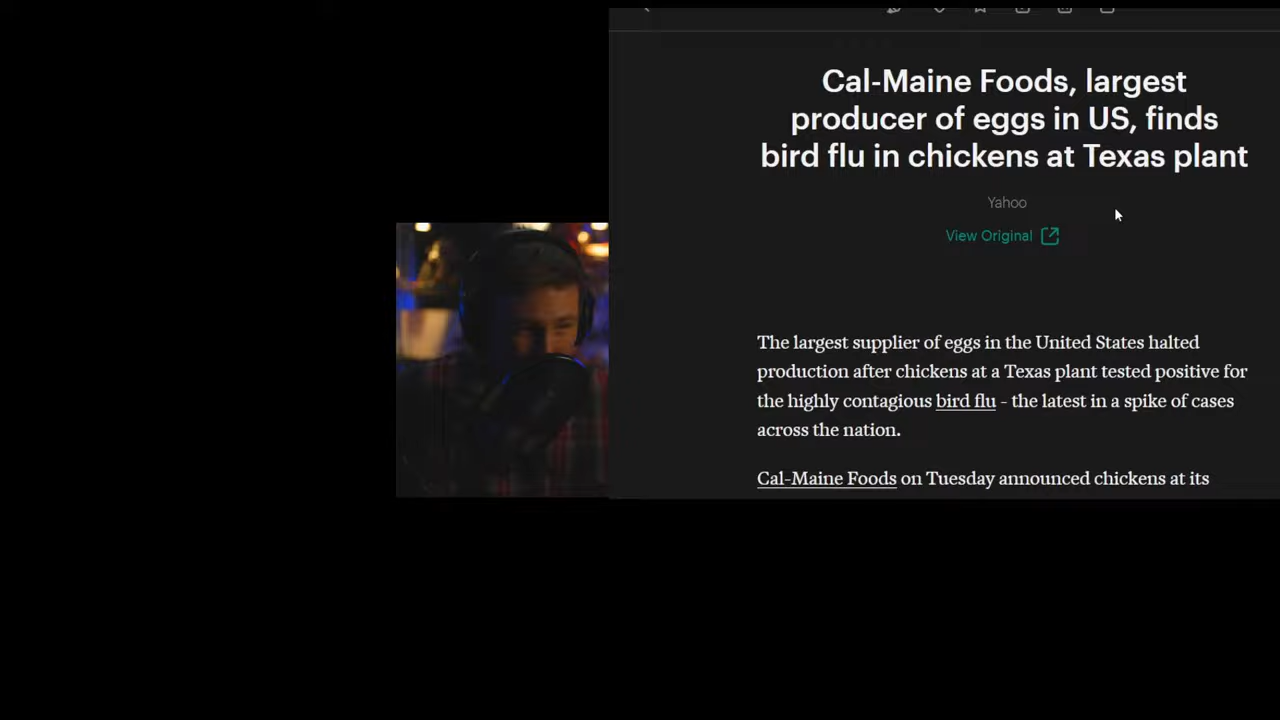 Cal-Maine Foods, largest
producer of eggs in US, finds
bird flu in chickens at Texas plant
Yahoo
View Original
The largest supplier of eggs in the United States halted
production after chickens at a Texas plant tested positive for
the highly contagious bird flu - the latest in a spike of cases
across the nation.
Cal-Maine Foods on Tuesday announced chickens at its